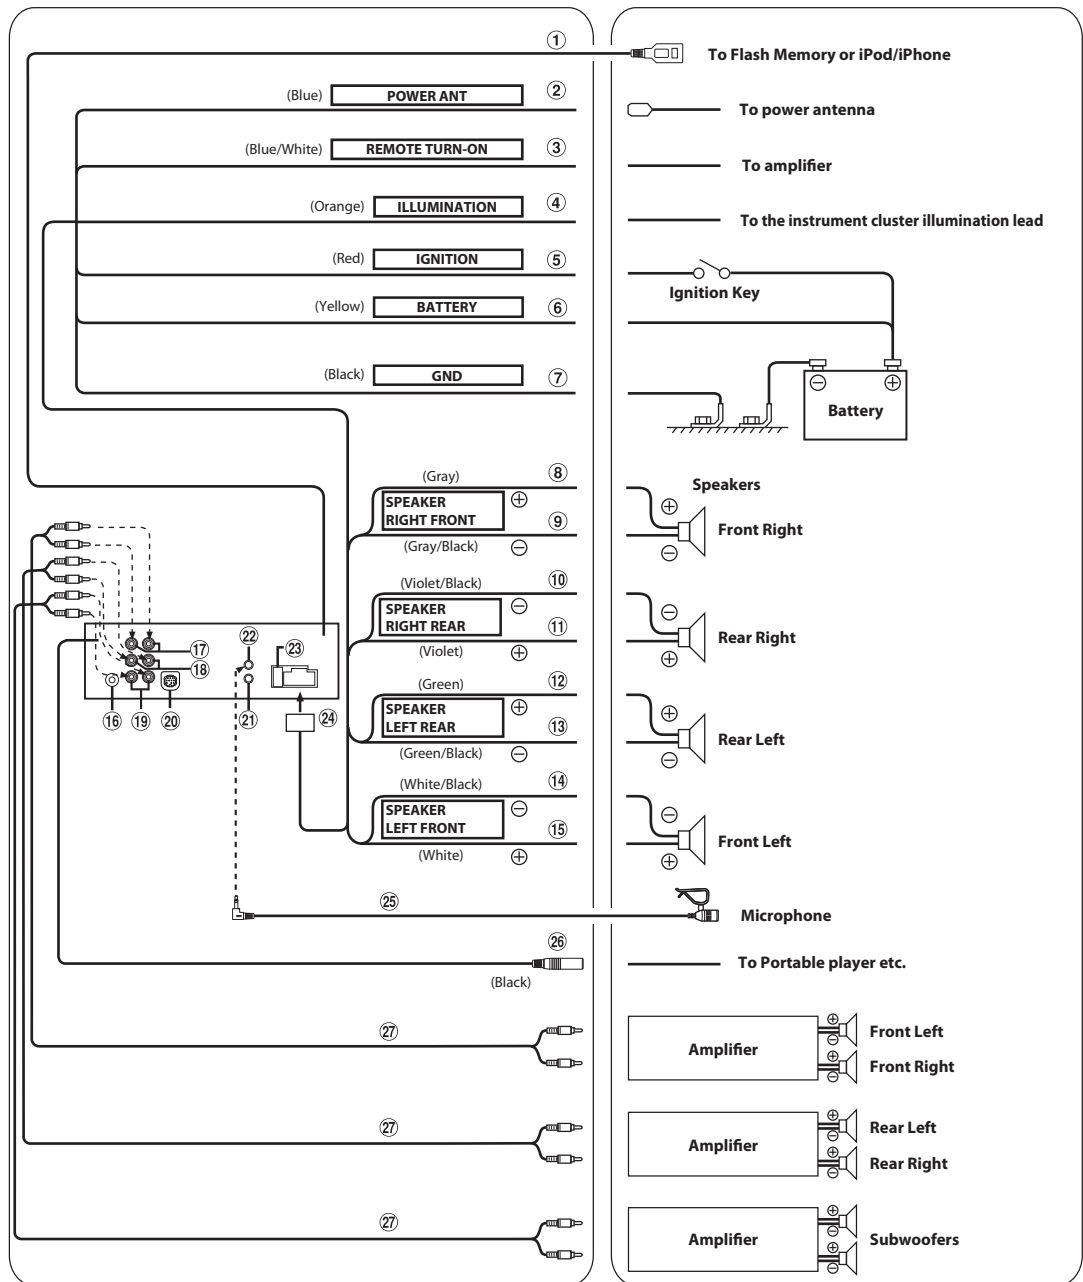 ① To Flash Memory or iPod/iPhone
(Blue) POWER ANT ② To power antenna
(Blue/White) REMOTE TURN-ON ③ To amplifier
(Orange) ILLUMINATION ④ To the instrument cluster illumination lead
(Red) IGNITION ⑤ Ignition Key
(Yellow) BATTERY ⑥
(Black) GND ⑦
⊖ ⊕
Battery
Speakers
(Gray) ⑧
SPEAKER RIGHT FRONT ⊕
⑨
(Gray/Black) ⊖
⊕ Front Right ⊖
(Violet/Black) ⑩
SPEAKER RIGHT REAR ⊖
⑪
(Violet) ⊕
⊖ Rear Right ⊕
(Green) ⑫
SPEAKER LEFT REAR ⊕
⑬
(Green/Black) ⊖
⊕ Rear Left ⊖
(White/Black) ⑭
SPEAKER LEFT FRONT ⊖
⑮
(White) ⊕
⊖ Front Left ⊕
⑰
⑱
㉒ ㉓
⑯ ⑲ ⑳ ㉑ ㉔
㉕ Microphone
㉖ To Portable player etc.
(Black)
㉗ Amplifier
⊕ ⊖ Front Left
⊕ ⊖ Front Right
㉗ Amplifier
⊕ ⊖ Rear Left
⊕ ⊖ Rear Right
㉗ Amplifier
⊕ ⊖ ⊕ ⊖ Subwoofers